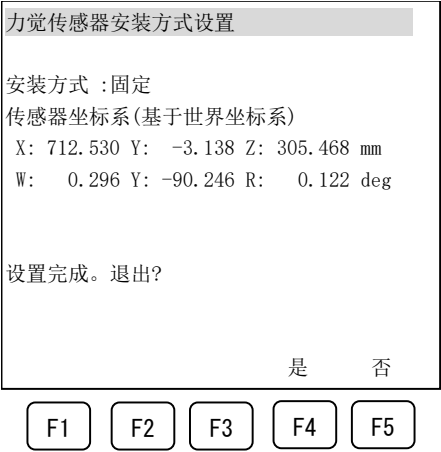 力觉传感器安装方式设置
安装方式 :固定
传感器坐标系(基于世界坐标系)
X: 712.530 Y: -3.138 Z: 305.468 mm
W: 0.296 Y: -90.246 R: 0.122 deg
设置完成。退出?
是 否
F1 F2 F3 F4 F5